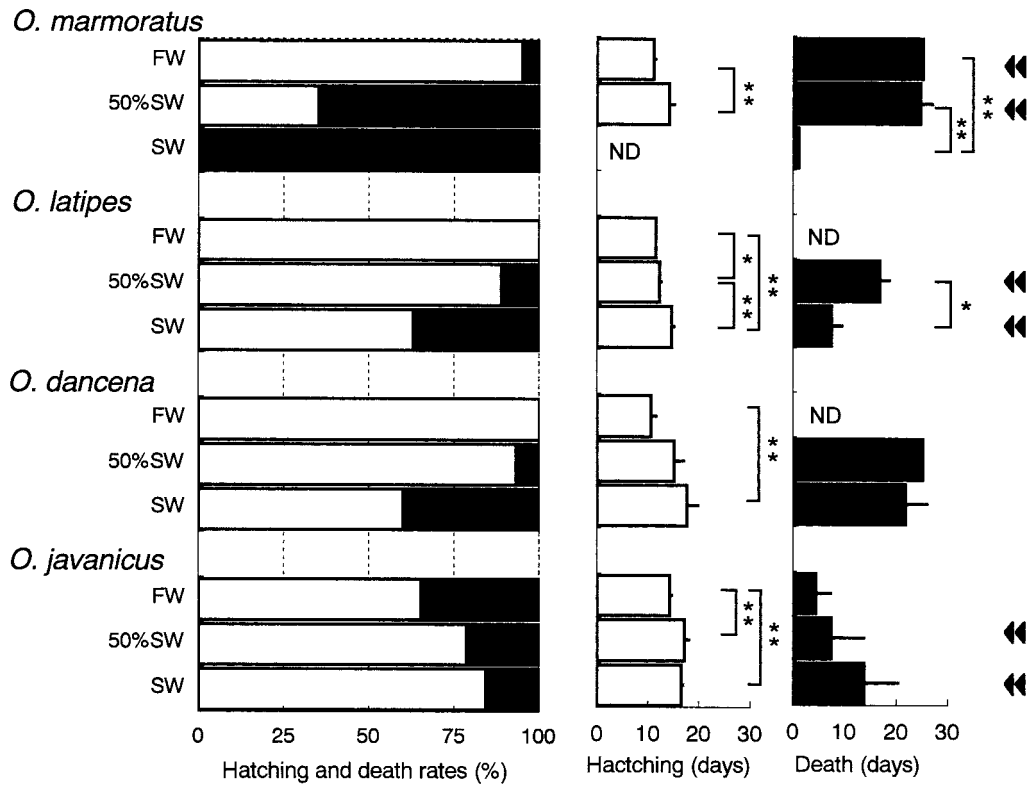 O. marmoratus
FW
50%SW
SW
ND
* *
* *
* *
O. latipes
FW
50%SW
SW
ND
*
* *
* *
*
O. dancena
FW
50%SW
SW
ND
* *
O. javanicus
FW
50%SW
SW
* *
* *
0 25 50 75 100
0 10 20 30
0 10 20 30
Hatching and death rates (%)
Hactching (days)
Death (days)